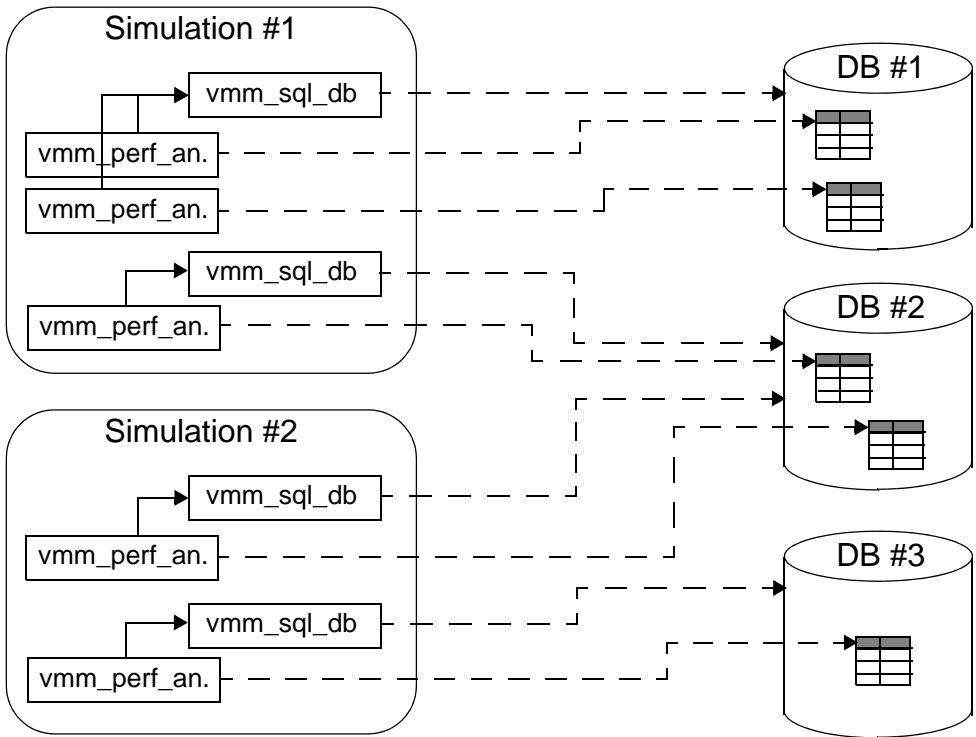 Simulation #1
vmm_sql_db
vmm_perf_an.
vmm_perf_an.
vmm_sql_db
vmm_perf_an.
Simulation #2
vmm_sql_db
vmm_perf_an.
vmm_sql_db
vmm_perf_an.
DB #1
DB #2
DB #3